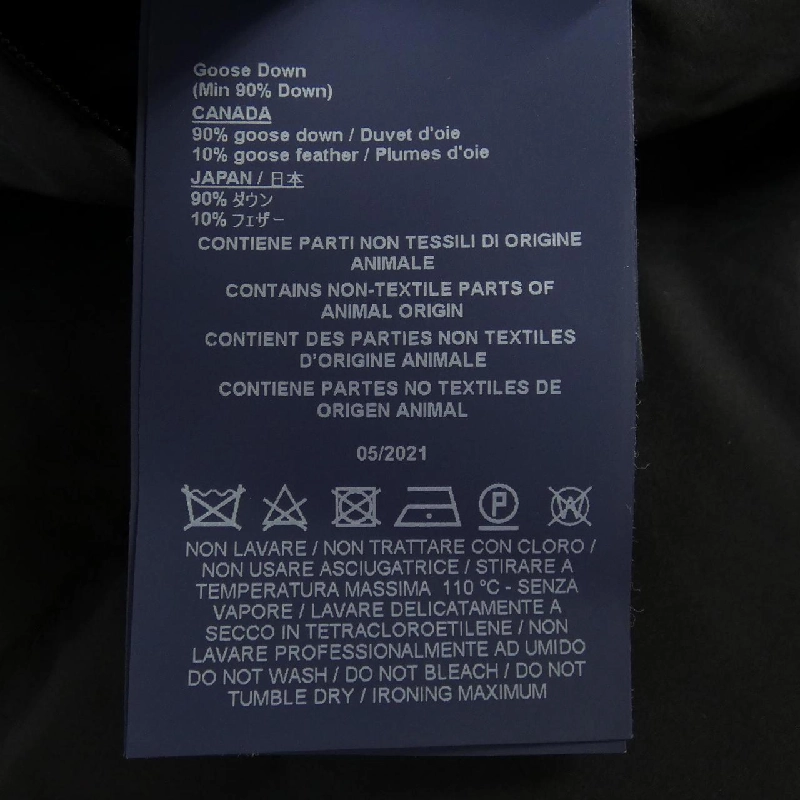 Goose Down
(Min 90% Down)
CANADA
90% goose down / Duvet d'oie
10% goose feather / Plumes d'oie
JAPAN / 日本
90% ダウン
10% フェザー
CONTIENE PARTI NON TESSILI DI ORIGINE
ANIMALE
CONTAINS NON-TEXTILE PARTS OF
ANIMAL ORIGIN
CONTIENT DES PARTIES NON TEXTILES
D'ORIGINE ANIMALE
CONTIENE PARTES NO TEXTILES DE
ORIGEN ANIMAL
05/2021
P W
NON LAVARE / NON TRATTARE CON CLORO /
NON USARE ASCIUGATRICE / STIRARE A
TEMPERATURA MASSIMA 110 °C - SENZA
VAPORE / LAVARE DELICATAMENTE A
SECCO IN TETRACLOROETILENE / NON
LAVARE PROFESSIONALMENTE AD UMIDO
DO NOT WASH / DO NOT BLEACH / DO NOT
TUMBLE DRY / IRONING MAXIMUM